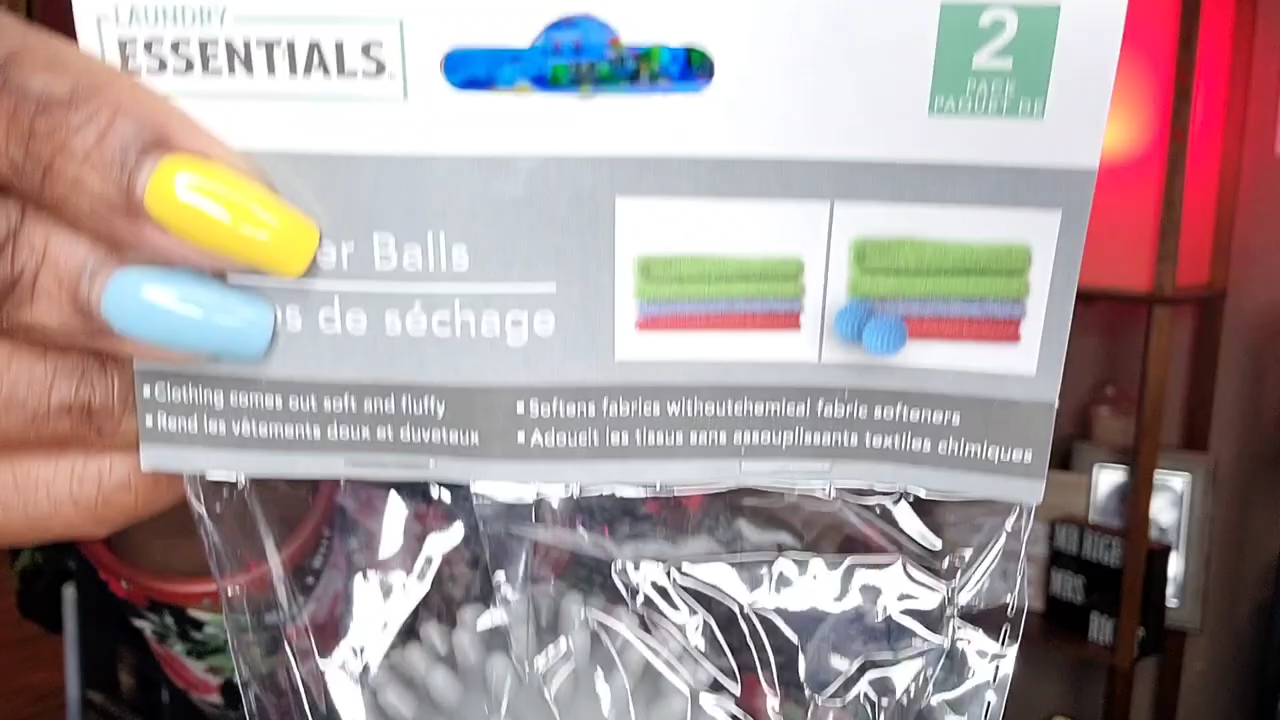 LAUNDRY
ESSENTIALS
2
PACK
PAQUET DE
er Balls
s de séchage
▪ Clothing comes out soft and fluffy
▪ Rend les vêtements doux et duveteux
▪ Softens fabrics withoutchemical fabric softeners
▪ Adoucit les tissus sans assouplissants textiles chimiques
MRS